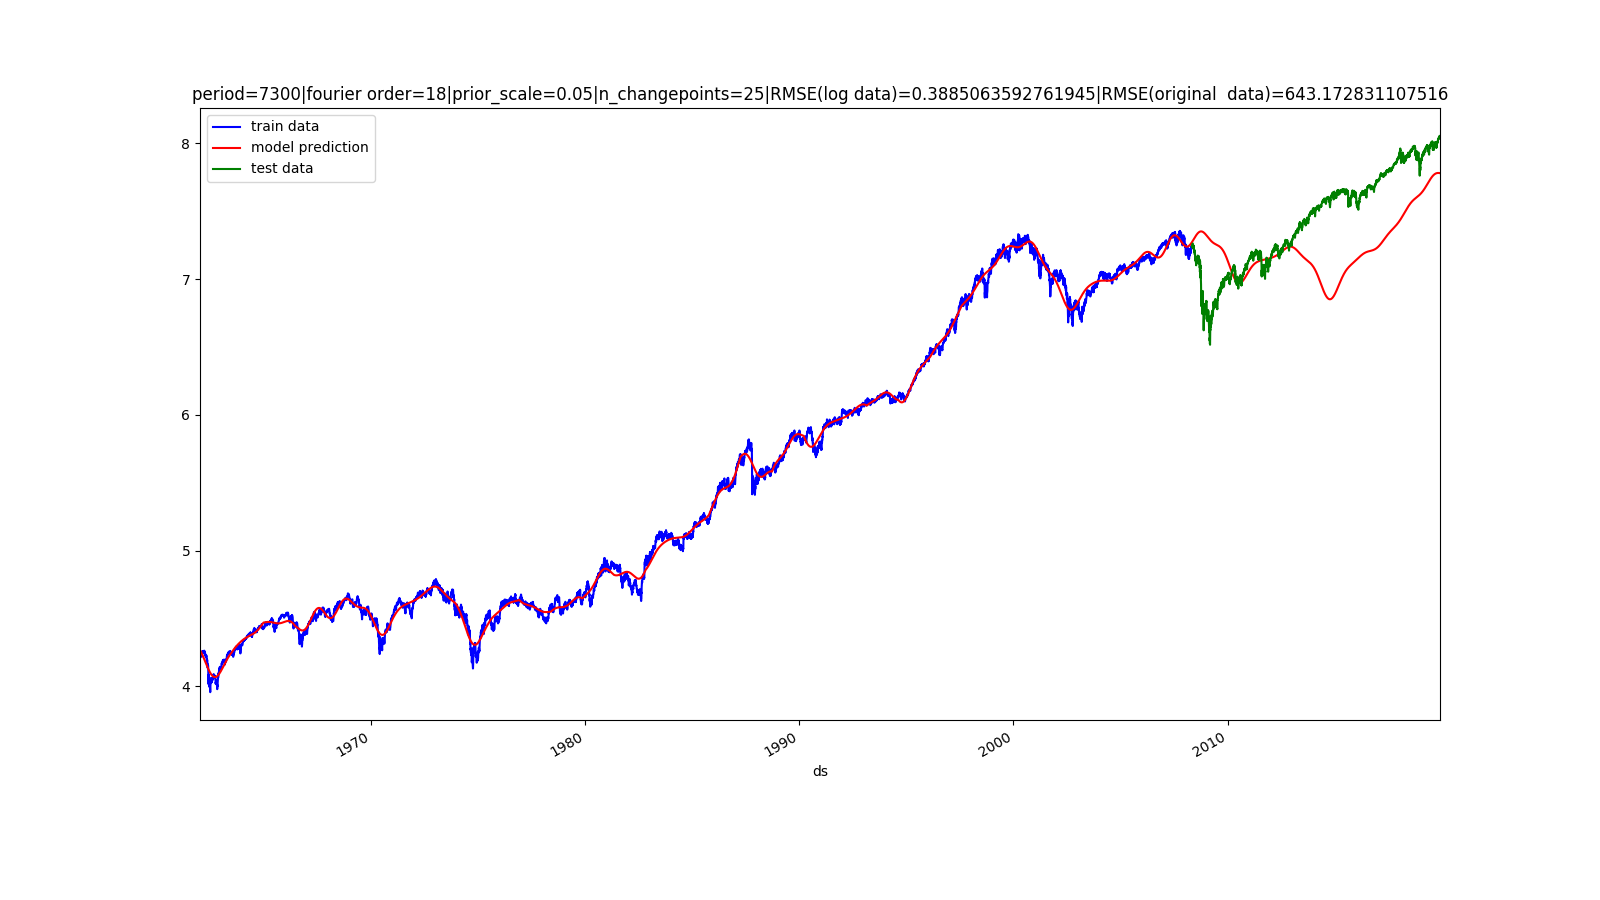 period=7300|fourier order=18|prior_scale=0.05|n_changepoints=25|RMSE(log data)=0.3885063592761945|RMSE(original  data)=643.172831107516
train data
model prediction
test data
8
7
6
5
4
1970
1980
1990
2000
2010
ds